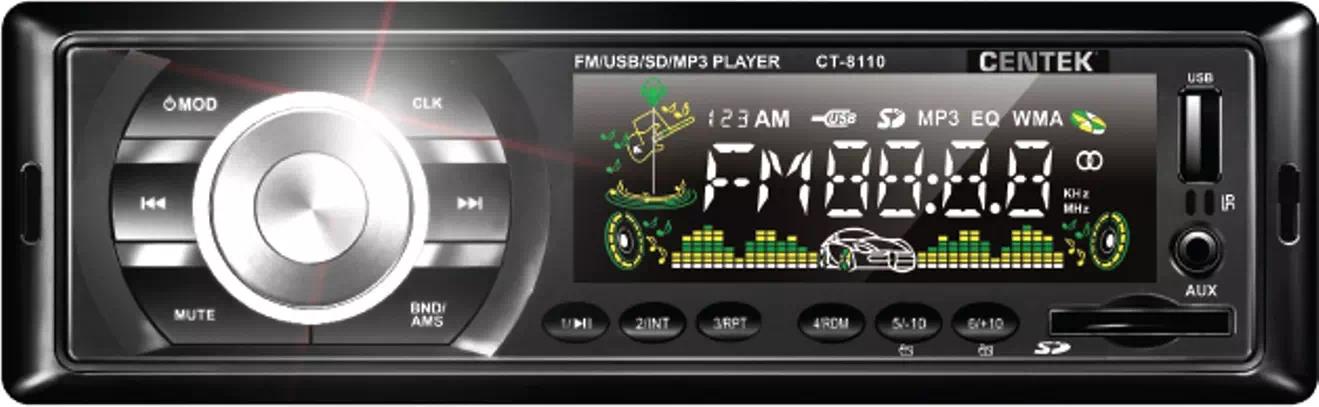 FM/USB/SD/MP3 PLAYER CT-8110 CENTEK
USB
MOD
CLK
123 AM USB SD MP3 EQ WMA
FM88:8.8
KHz
MHz
IR
MUTE
BND/
AMS
AUX
1/⏯
2/INT
3/RPT
4/RDM
5/-10
6/+10
SD